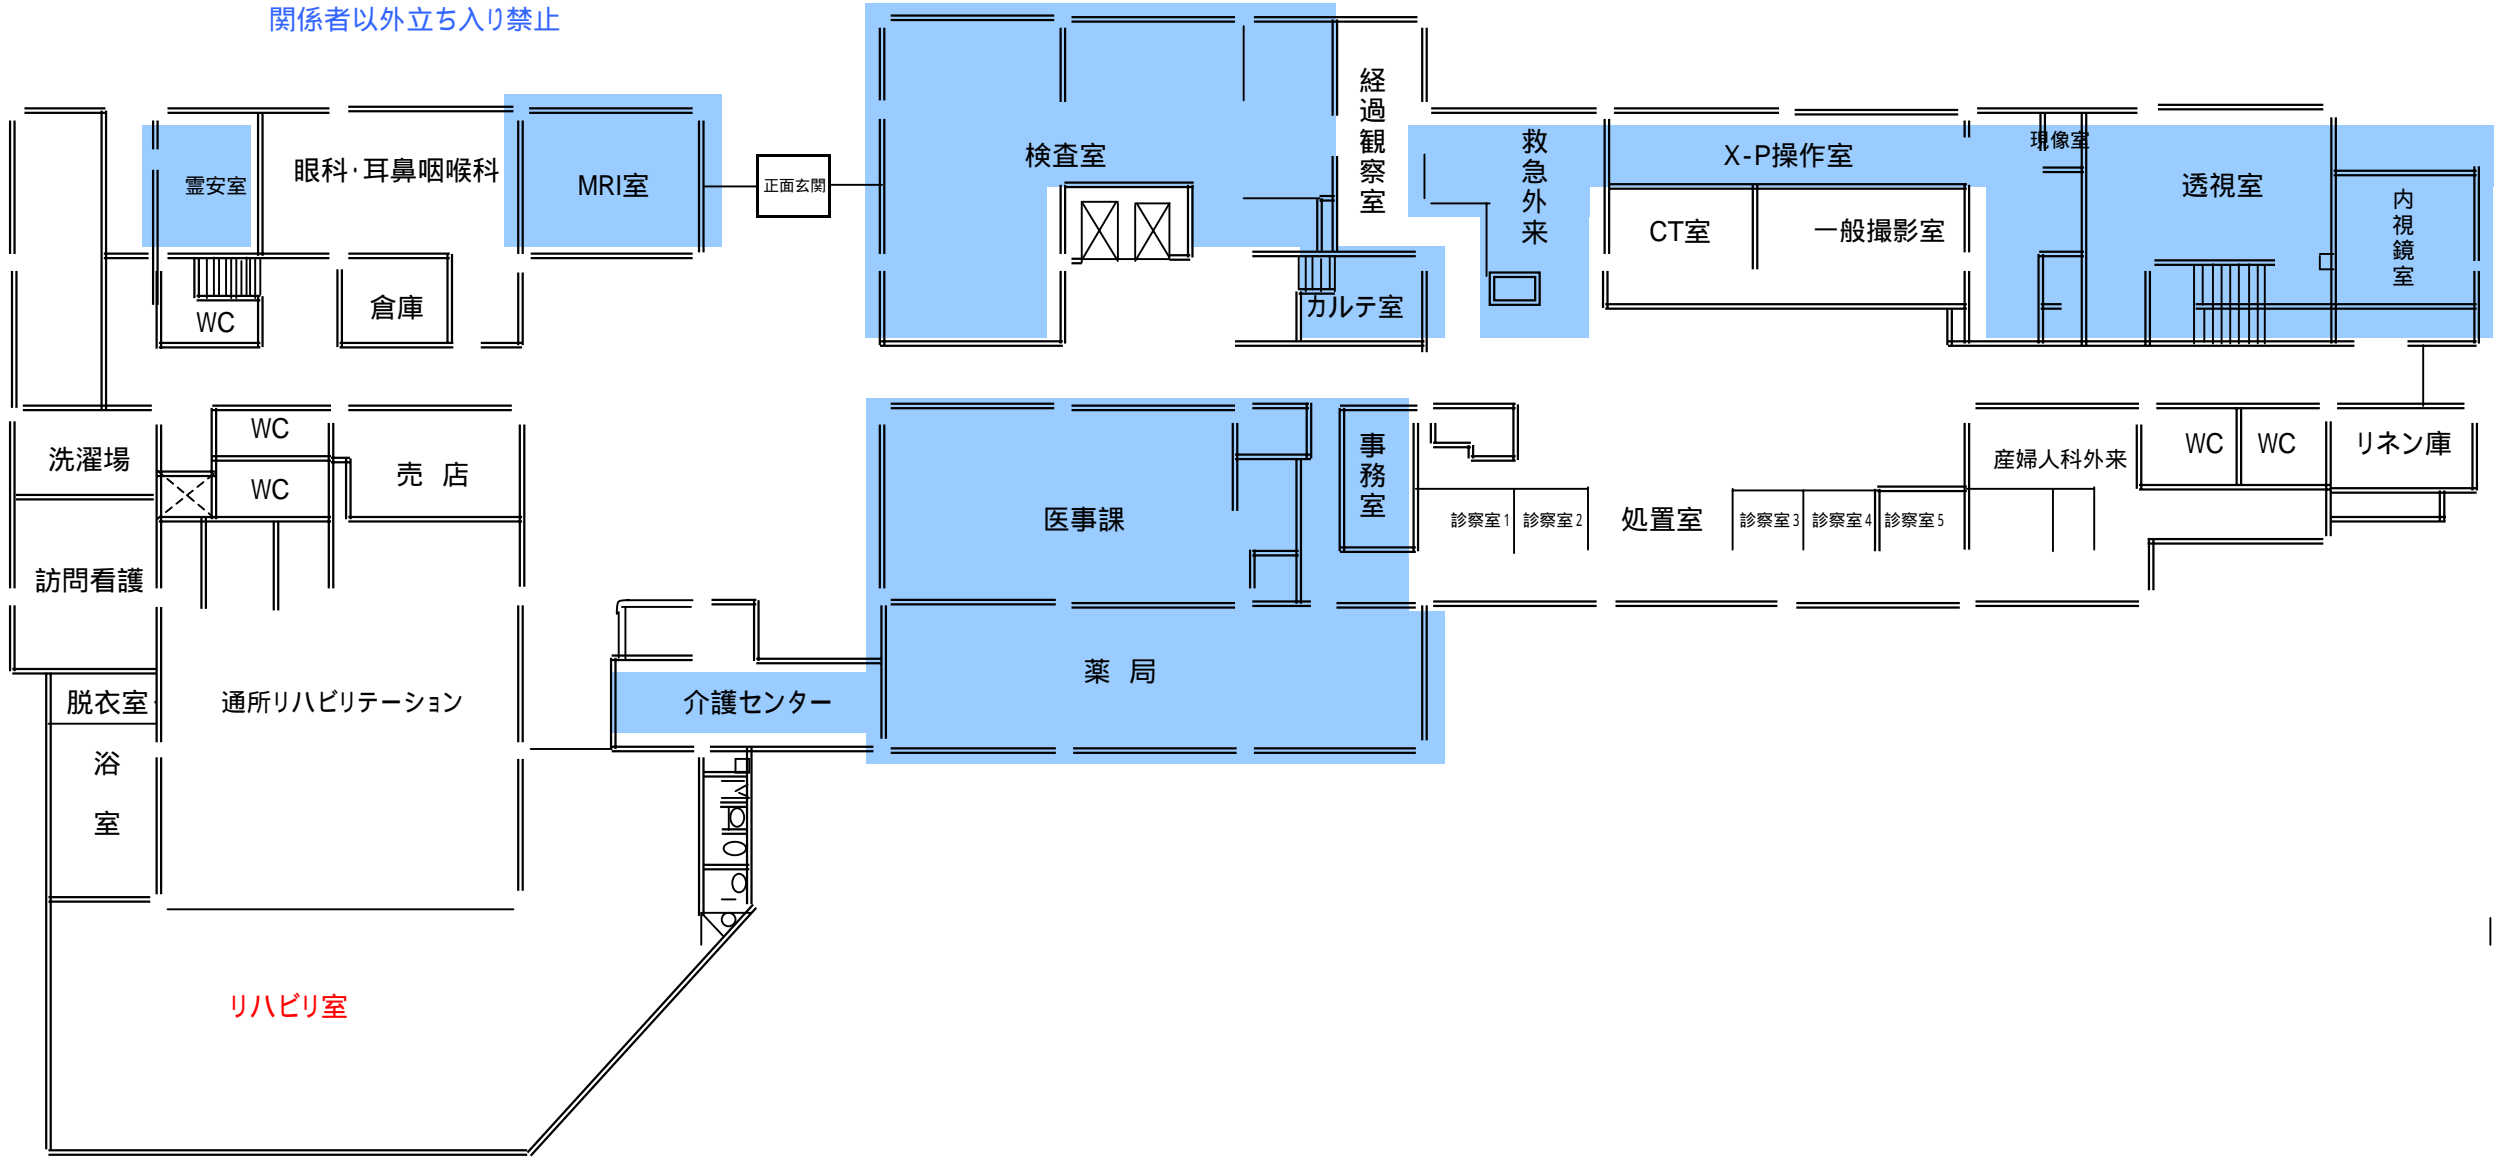 関係者以外立ち入り禁止
経過観察室
救急外来
現像室
検査室
X-P操作室
正面玄関
霊安室
眼科・耳鼻咽喉科
MRI室
透視室
内視鏡室
CT室
一般撮影室
倉庫
カルテ室
WC
WC
洗濯場
WC
売 店
事務室
WC
WC
リネン庫
産婦人科外来
医事課
診察室1
診察室2
処置室
診察室3
診察室4
診察室5
訪問看護
薬 局
脱衣室
通所リハビリテーション
介護センター
浴室
リハビリ室